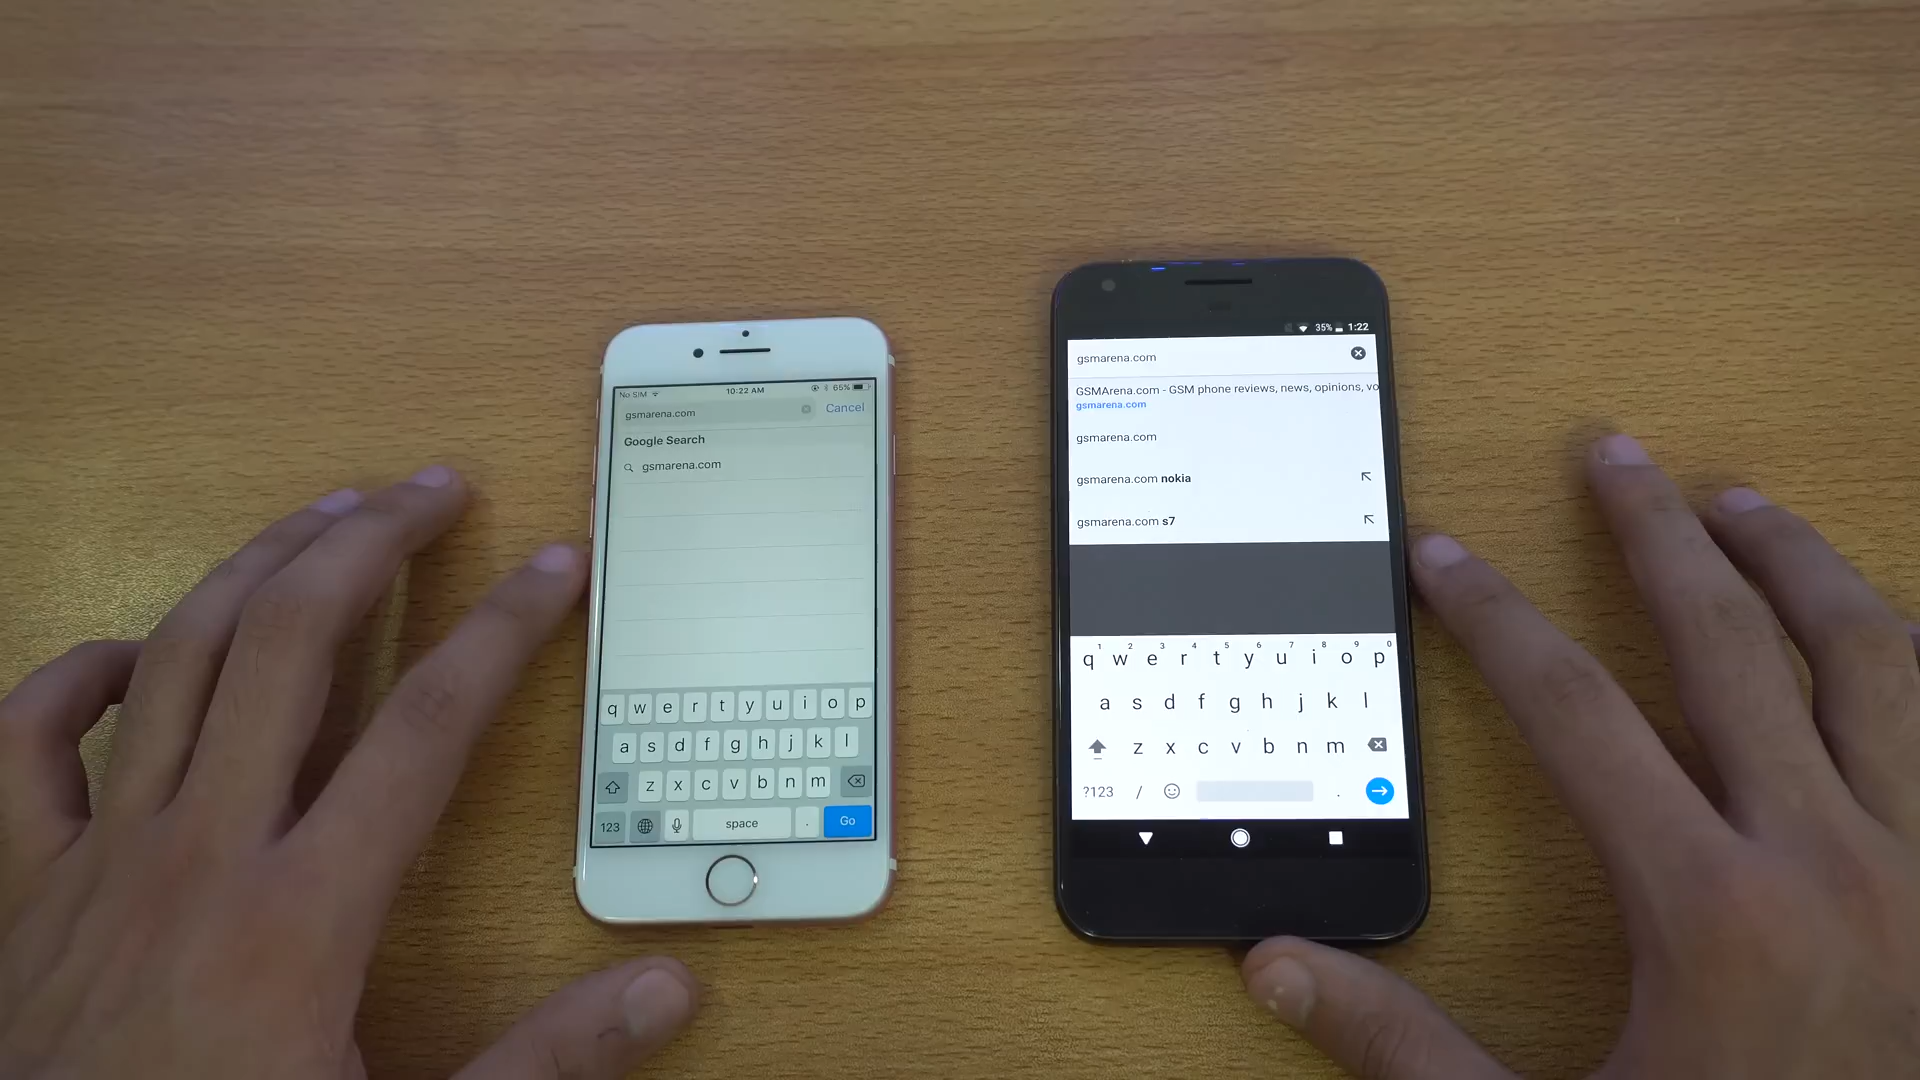 No SIM 10:22 AM 65%
gsmarena.com Cancel
Google Search
gsmarena.com
q w e r t y u i o p
a s d f g h j k l
z x c v b n m
123 space . Go
35% 1:22
gsmarena.com
GSMArena.com - GSM phone reviews, news, opinions, vo
gsmarena.com
gsmarena.com
gsmarena.com nokia
gsmarena.com s7
1 2 3 4 5 6 7 8 9 0
q w e r t y u i o p
a s d f g h j k l
z x c v b n m
?123 / .